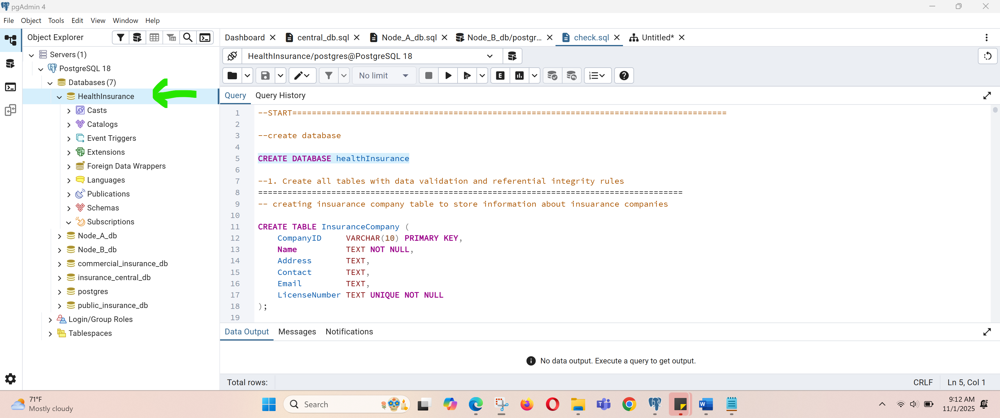 pgAdmin 4
File Object Tools Edit View Window Help
Object Explorer
Dashboard
central_db.sql
Node_A_db.sql
Node_B_db/postgr...
check.sql
Untitled*
Servers (1)
PostgreSQL 18
Databases (7)
HealthInsurance
Casts
Catalogs
Event Triggers
Extensions
Foreign Data Wrappers
Languages
Publications
Schemas
Subscriptions
Node_A_db
Node_B_db
commercial_insurance_db
insurance_central_db
postgres
public_insurance_db
Login/Group Roles
Tablespaces
HealthInsurance/postgres@PostgreSQL 18
No limit
E
Query Query History
1 --START=========================================================================================
2
3 --create database
4
5 CREATE DATABASE healthInsurance
6
7 --1. Create all tables with data validation and referential integrity rules
8 =======================================================================================
9 -- creating insuarance company table to store information about insuarance companies
10
11 CREATE TABLE InsuranceCompany (
12 CompanyID VARCHAR(10) PRIMARY KEY,
13 Name TEXT NOT NULL,
14 Address TEXT,
15 Contact TEXT,
16 Email TEXT,
17 LicenseNumber TEXT UNIQUE NOT NULL
18 );
19
Data Output Messages Notifications
No data output. Execute a query to get output.
Total rows:
CRLF
Ln 5, Col 1
71°F
Mostly cloudy
Search
9:12 AM
11/1/2025